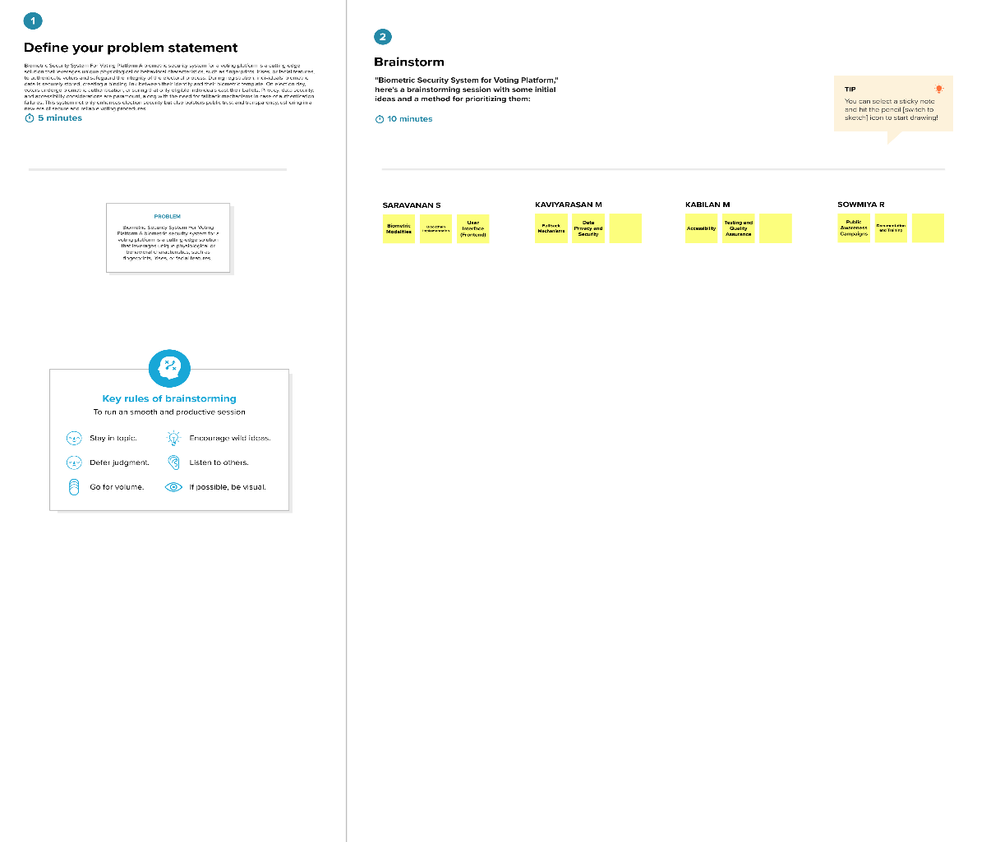 1
Define your problem statement
Biometric Security System For Voting Platform A biometric security system for a voting platform is a cutting-edge
solution that leverages unique physiological or behavioral characteristics, such as fingerprints, irises, or facial features,
to authenticate voters and safeguard the integrity of the electoral process. During registration, individuals' biometric
data is securely stored, creating a binding link between their identity and their biometric template. On election day,
voters undergo biometric authentication, ensuring that only eligible individuals cast their ballots. Privacy, data security,
and accessibility considerations are paramount, along with the need for fallback mechanisms in case of authentication
failures. This system not only enhances election security but also bolsters public trust and transparency, ushering in a
new era of secure and reliable voting procedures.
5 minutes
PROBLEM
Biometric Security System For Voting
Platform A biometric security system for a
voting platform is a cutting-edge solution
that leverages unique physiological or
behavioral characteristics, such as
fingerprints, irises, or facial features.
Key rules of brainstorming
To run an smooth and productive session
Stay in topic.
Encourage wild ideas.
Defer judgment.
Listen to others.
Go for volume.
If possible, be visual.
2
Brainstorm
"Biometric Security System for Voting Platform,"
here's a brainstorming session with some initial
ideas and a method for prioritizing them:
10 minutes
TIP
You can select a sticky note
and hit the pencil [switch to
sketch] icon to start drawing!
SARAVANAN S
Biometric
Modalities
Blockchain
Implementation
User
Interface
(Frontend)
KAVIYARASAN M
Fallback
Mechanisms
Data
Privacy and
Security
KABILAN M
Accessibility
Testing and
Quality
Assurance
SOWMIYA R
Public
Awareness
Campaigns
Documentation
and Training